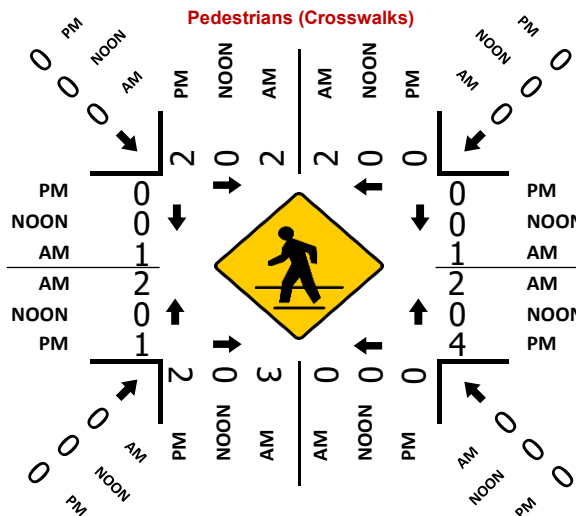 Pedestrians (Crosswalks)
0 PM
0 NOON
0 AM
PM NOON AM AM NOON PM
PM 0
NOON 0
AM 0
2 0 2 2 0 0
PM 0 0 PM
NOON 0 0 NOON
AM 1 1 AM
AM 2 2 AM
NOON 0 0 NOON
PM 1 4 PM
2 0 3 0 0 0
PM NOON AM AM NOON PM
0 AM
0 NOON
0 PM
AM 0
NOON 0
PM 0